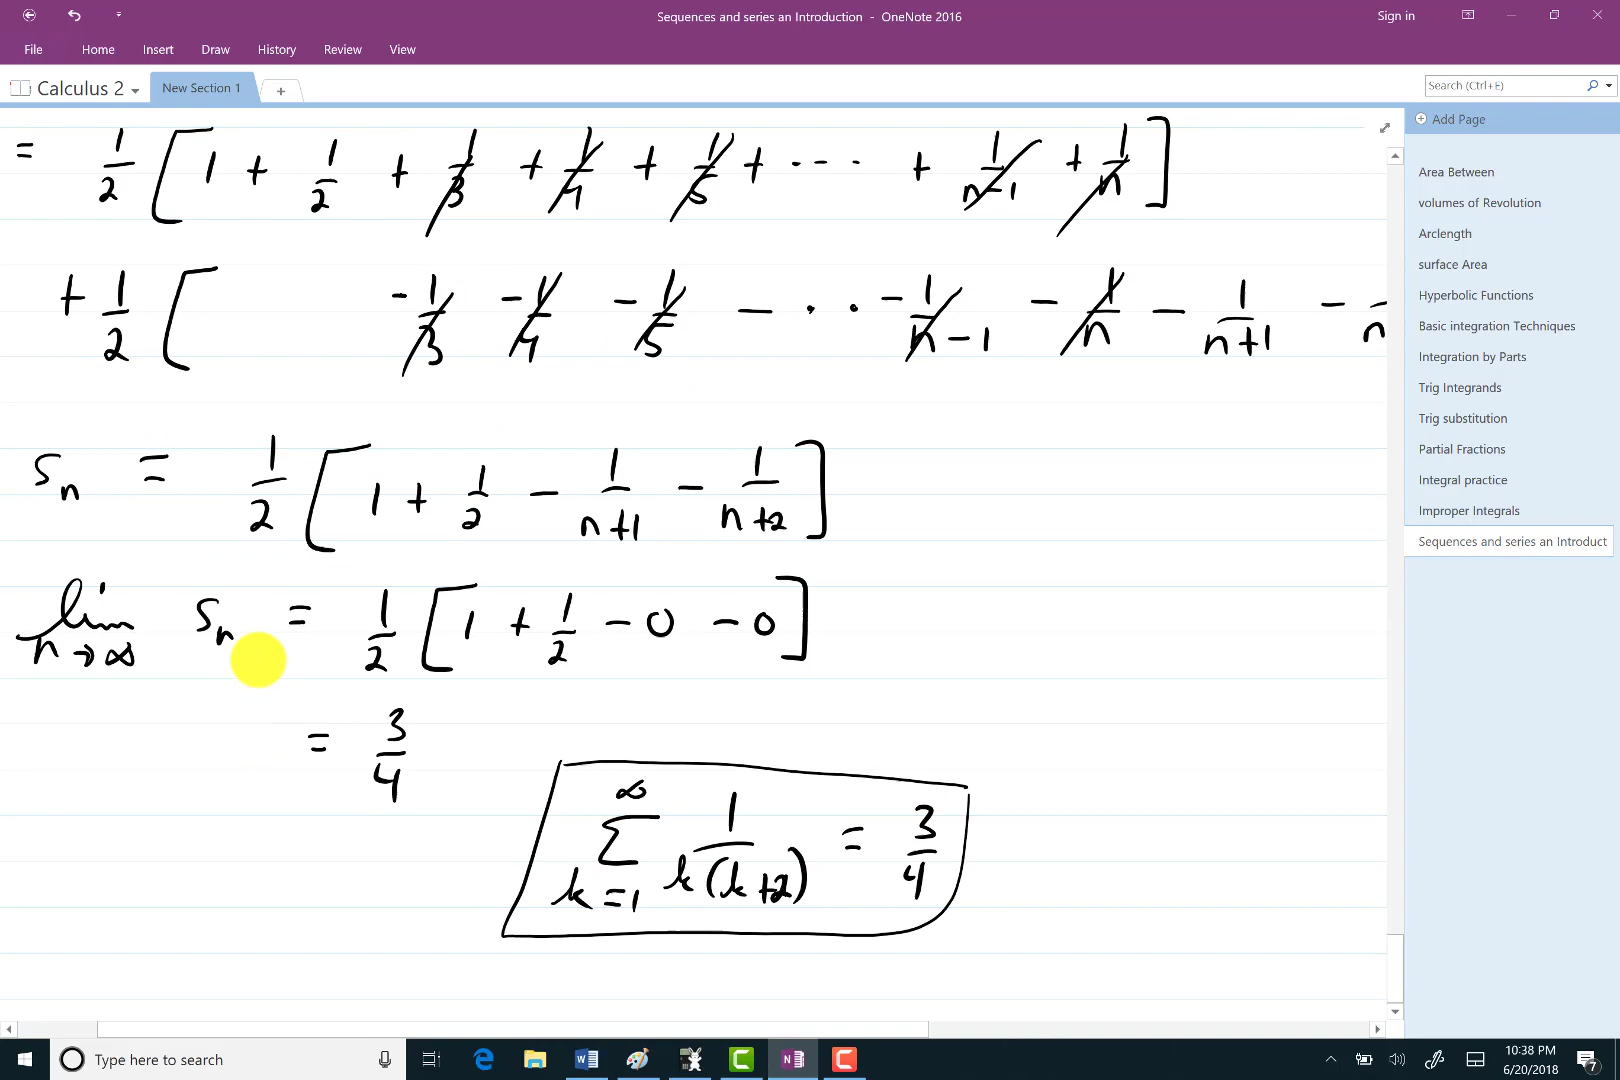 Sequences and series an Introduction - OneNote 2016
Sign in
File Home Insert Draw History Review View
Calculus 2 New Section 1 +
Search (Ctrl+E)
Add Page
Area Between
volumes of Revolution
Arclength
surface Area
Hyperbolic Functions
Basic integration Techniques
Integration by Parts
Trig Integrands
Trig substitution
Partial Fractions
Integral practice
Improper Integrals
Sequences and series an Introduct
= 1/2 [ 1 + 1/2 + 1/3 + 1/4 + 1/5 + ... + 1/n-1 + 1/n ]
+ 1/2 [ - 1/3 - 1/4 - 1/5 - ... - 1/n-1 - 1/n - 1/n+1 - n
Sn = 1/2 [ 1 + 1/2 - 1/n+1 - 1/n+2 ]
lim n→∞ Sn = 1/2 [ 1 + 1/2 - 0 - 0 ]
= 3/4
∞ Σ k=1 1/k(k+2) = 3/4
Type here to search
10:38 PM
6/20/2018
7